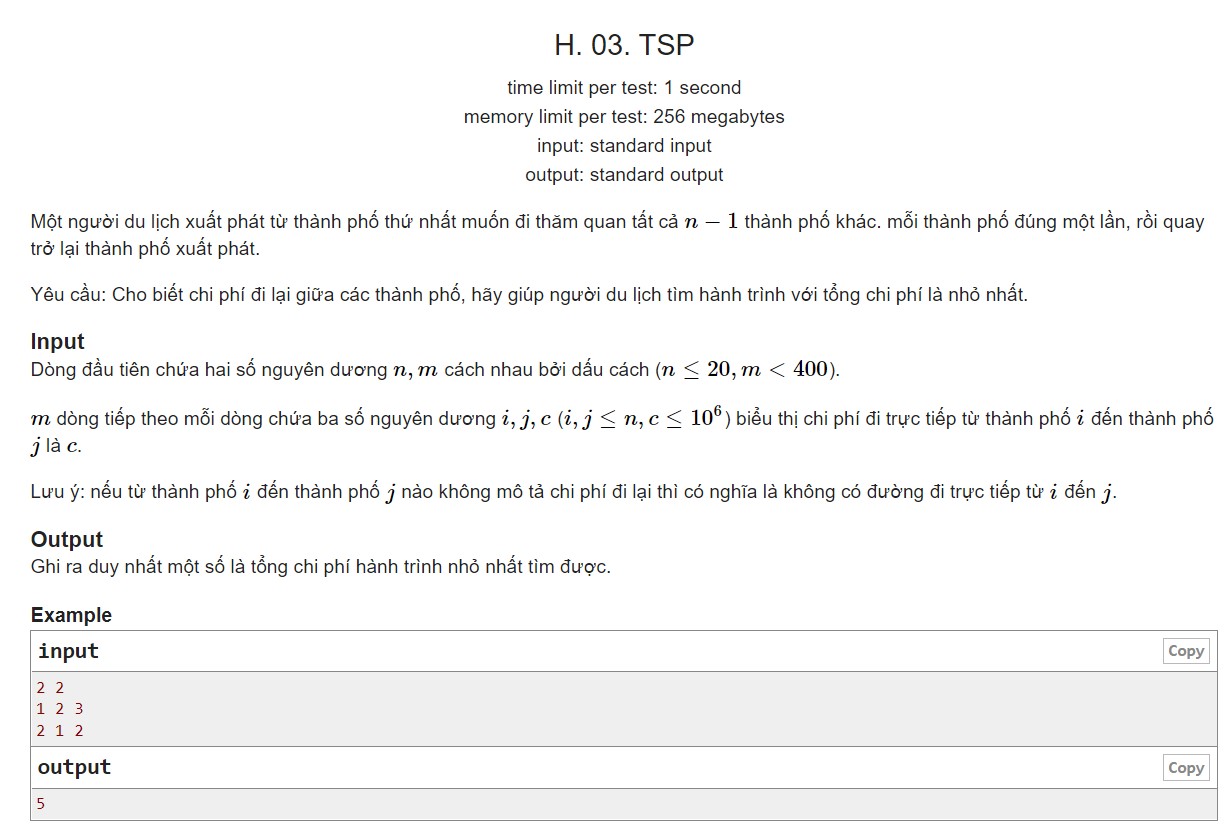 H. 03. TSP
time limit per test: 1 second
memory limit per test: 256 megabytes
input: standard input
output: standard output
Một người du lịch xuất phát từ thành phố thứ nhất muốn đi thăm quan tất cả n − 1 thành phố khác. mỗi thành phố đúng một lần, rồi quay
trở lại thành phố xuất phát.
Yêu cầu: Cho biết chi phí đi lại giữa các thành phố, hãy giúp người du lịch tìm hành trình với tổng chi phí là nhỏ nhất.
Input
Dòng đầu tiên chứa hai số nguyên dương n, m cách nhau bởi dấu cách (n ≤ 20, m < 400).
m dòng tiếp theo mỗi dòng chứa ba số nguyên dương i, j, c (i, j ≤ n, c ≤ 10⁶) biểu thị chi phí đi trực tiếp từ thành phố i đến thành phố
j là c.
Lưu ý: nếu từ thành phố i đến thành phố j nào không mô tả chi phí đi lại thì có nghĩa là không có đường đi trực tiếp từ i đến j.
Output
Ghi ra duy nhất một số là tổng chi phí hành trình nhỏ nhất tìm được.
Example
input Copy
2 2
1 2 3
2 1 2
output Copy
5